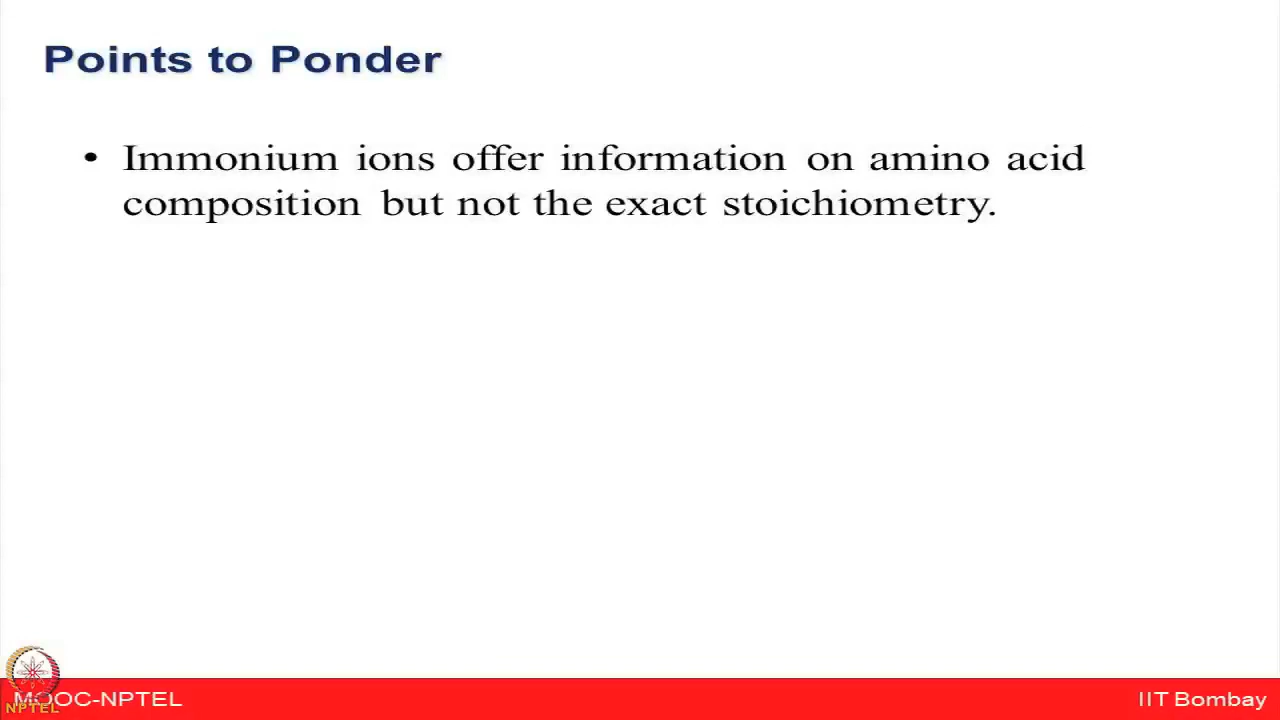 Points to Ponder
• Immonium ions offer information on amino acid
composition but not the exact stoichiometry.
MOOC-NPTEL
NPTEL
IIT Bombay